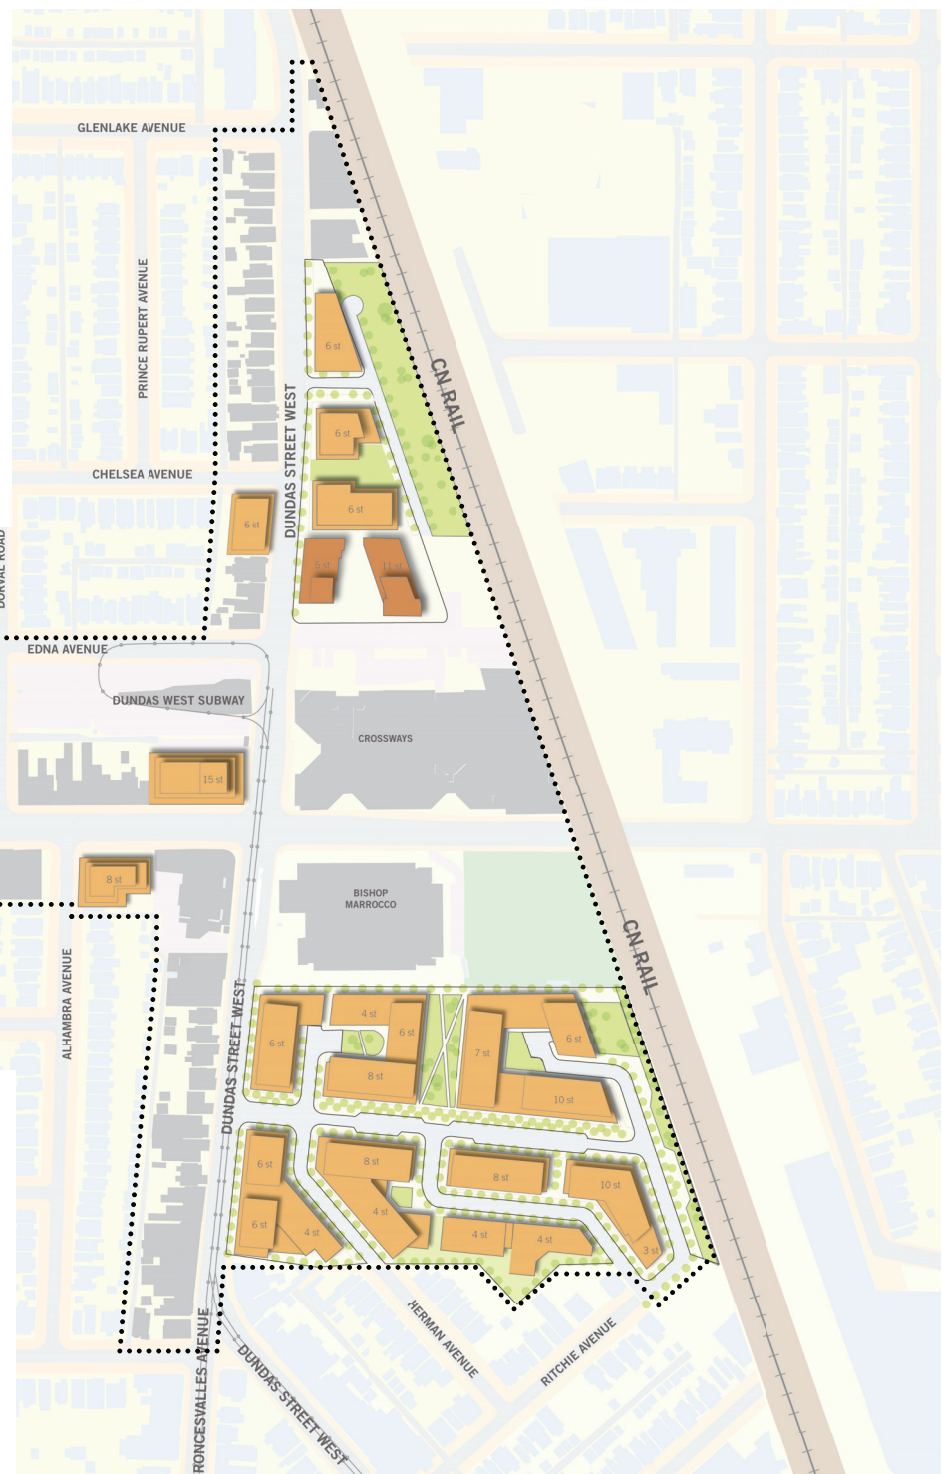 GLENLAKE AVENUE
PRINCE RUPERT AVENUE
6 st
CN RAIL
DUNDAS STREET WEST
6 st
CHELSEA AVENUE
6 st
6 st
DORVAL ROAD
5 st
11 st
EDNA AVENUE
DUNDAS WEST SUBWAY
CROSSWAYS
15 st
8 st
BISHOP
MARROCCO
CN RAIL
ALHAMBRA AVENUE
DUNDAS STREET WEST
4 st
6 st
6 st
6 st
7 st
8 st
10 st
6 st
8 st
8 st
10 st
4 st
6 st
4 st
4 st
4 st
3 st
HERMAN AVENUE
RITCHIE AVENUE
RONCESVALLES AVENUE
DUNDAS STREET WEST